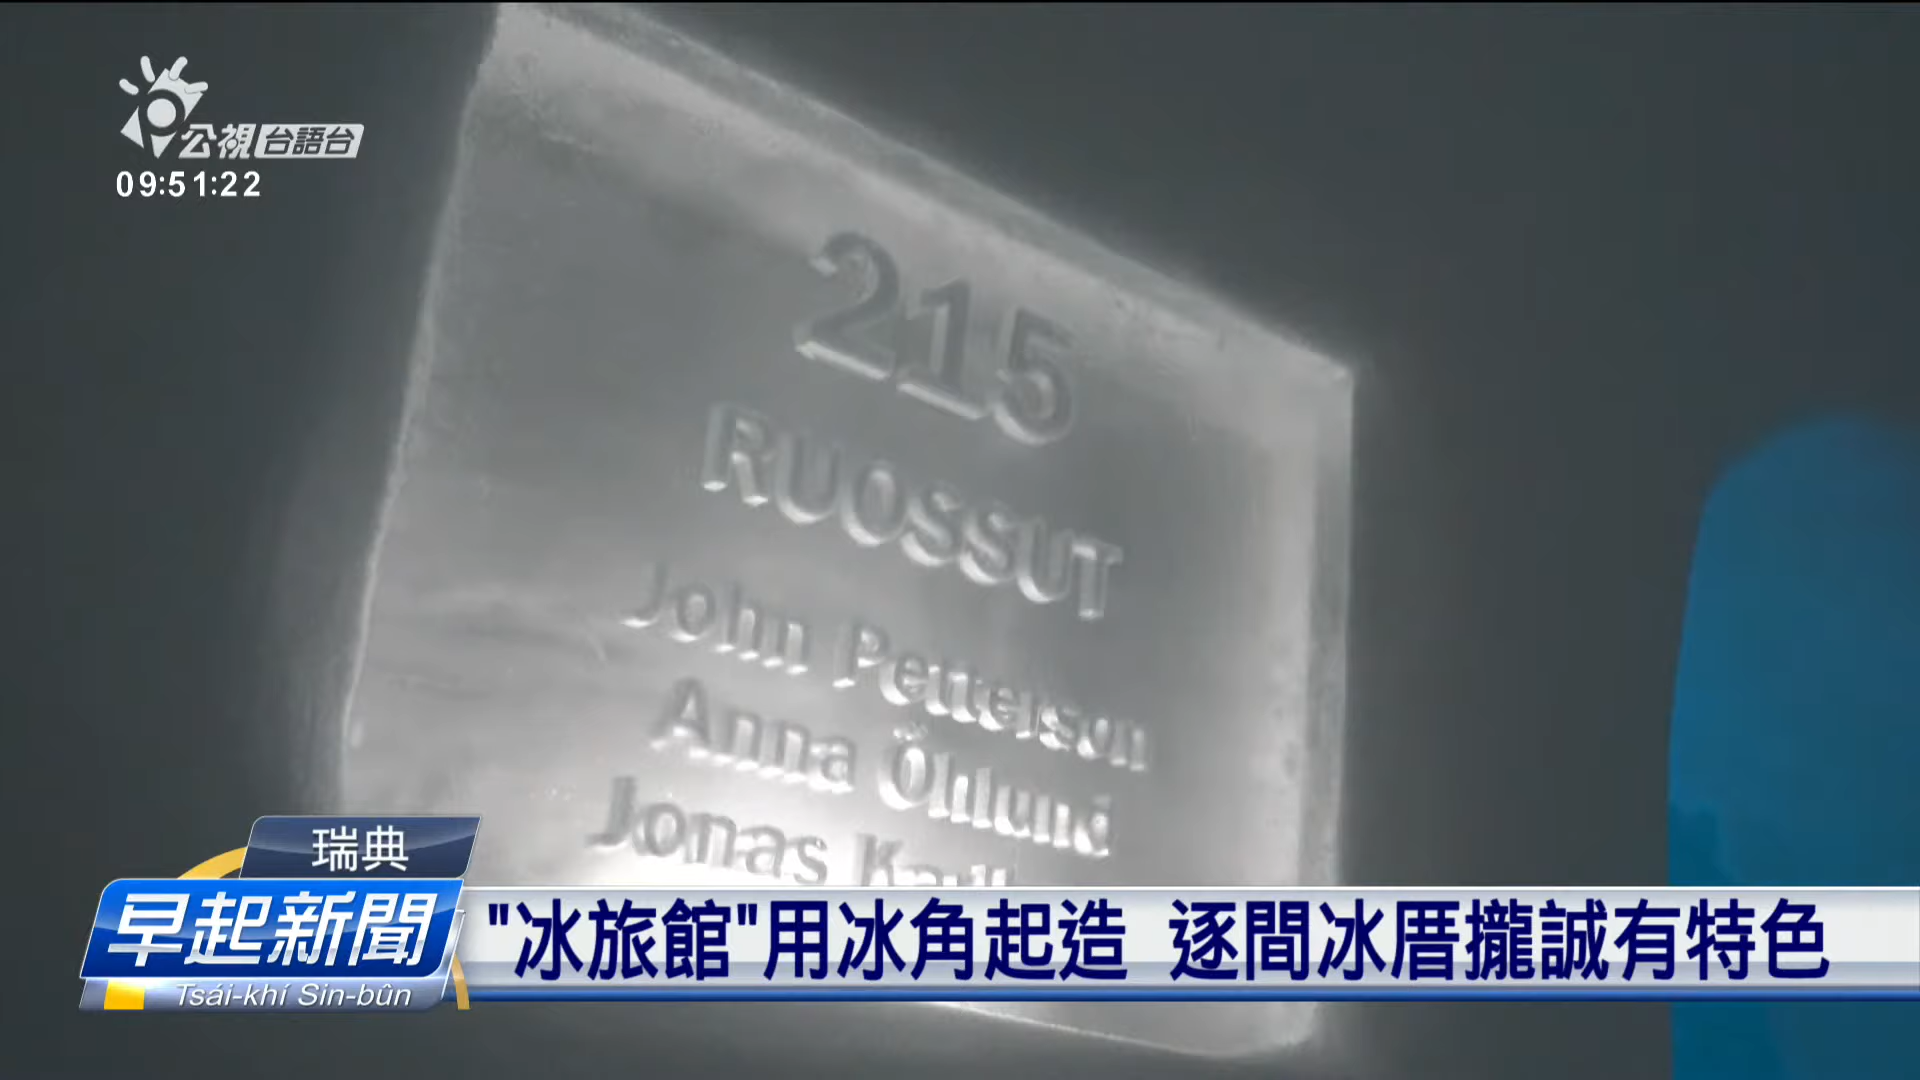 公視台語台
09:51:22
215
RUOSSUT
John Petterson
Anna Öhlund
Jonas
瑞典
早起新聞
Tsái-khí Sin-bûn
"冰旅館"用冰角起造 逐間冰厝攏誠有特色